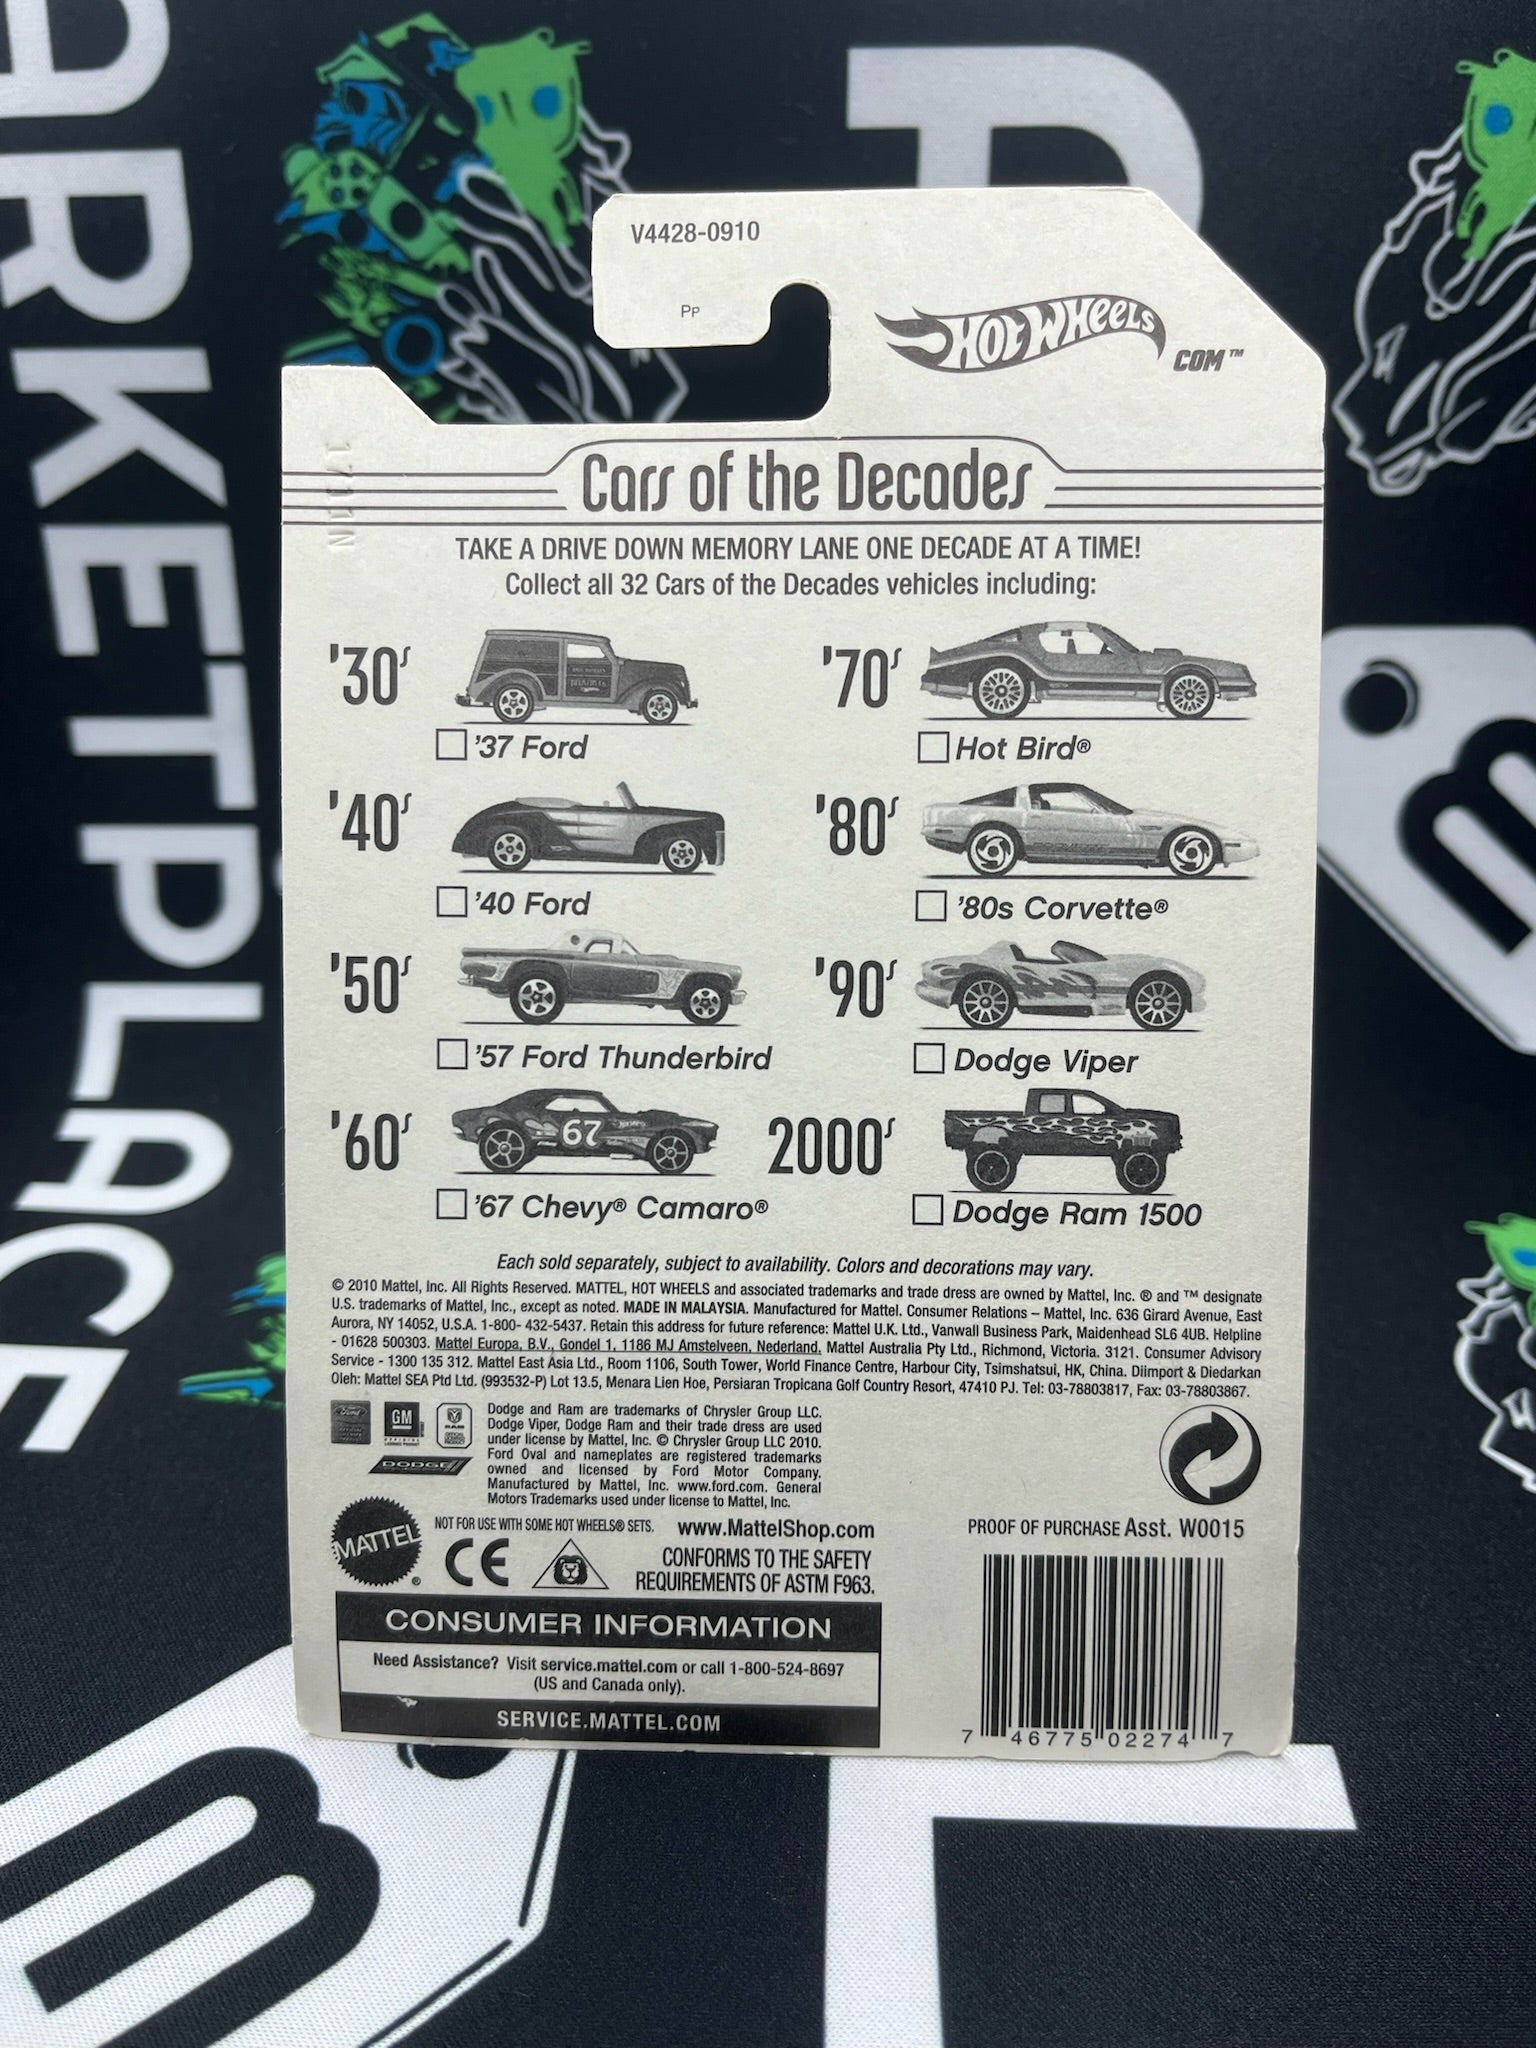 ARKETPLACE
V4428-0910
PP
HOT WHEELS
COM™
17111N
Cars of the Decades
TAKE A DRIVE DOWN MEMORY LANE ONE DECADE AT A TIME!
Collect all 32 Cars of the Decades vehicles including:
'30s
'37 Ford
'40s
'40 Ford
'50s
'57 Ford Thunderbird
'60s
67
'67 Chevy® Camaro®
'70s
Hot Bird®
'80s
'80s Corvette®
'90s
Dodge Viper
2000s
Dodge Ram 1500
Each sold separately, subject to availability. Colors and decorations may vary.
© 2010 Mattel, Inc. All Rights Reserved. MATTEL, HOT WHEELS and associated trademarks and trade dress are owned by Mattel, Inc. ® and ™ designate
U.S. trademarks of Mattel, Inc., except as noted. MADE IN MALAYSIA. Manufactured for Mattel. Consumer Relations – Mattel, Inc. 636 Girard Avenue, East
Aurora, NY 14052, U.S.A. 1-800- 432-5437. Retain this address for future reference: Mattel U.K. Ltd., Vanwall Business Park, Maidenhead SL6 4UB. Helpline
- 01628 500303. Mattel Europa, B.V., Gondel 1, 1186 MJ Amstelveen, Nederland. Mattel Australia Pty Ltd., Richmond, Victoria. 3121. Consumer Advisory
Service - 1300 135 312. Mattel East Asia Ltd., Room 1106, South Tower, World Finance Centre, Harbour City, Tsimshatsui, HK, China. Diimport & Diedarkan
Oleh: Mattel SEA Ptd Ltd. (993532-P) Lot 13.5, Menara Lien Hoe, Persiaran Tropicana Golf Country Resort, 47410 PJ. Tel: 03-78803817, Fax: 03-78803867.
Ford
GM
RAM
DODGE
Dodge and Ram are trademarks of Chrysler Group LLC.
Dodge Viper, Dodge Ram and their trade dress are used
under license by Mattel, Inc. © Chrysler Group LLC 2010.
Ford Oval and nameplates are registered trademarks
owned and licensed by Ford Motor Company.
Manufactured by Mattel, Inc. www.ford.com. General
Motors Trademarks used under license to Mattel, Inc.
MATTEL®
NOT FOR USE WITH SOME HOT WHEELS® SETS.
www.MattelShop.com
CE
CONFORMS TO THE SAFETY
REQUIREMENTS OF ASTM F963.
PROOF OF PURCHASE Asst. W0015
CONSUMER INFORMATION
Need Assistance? Visit service.mattel.com or call 1-800-524-8697
(US and Canada only).
SERVICE.MATTEL.COM
7 46775 02274 7